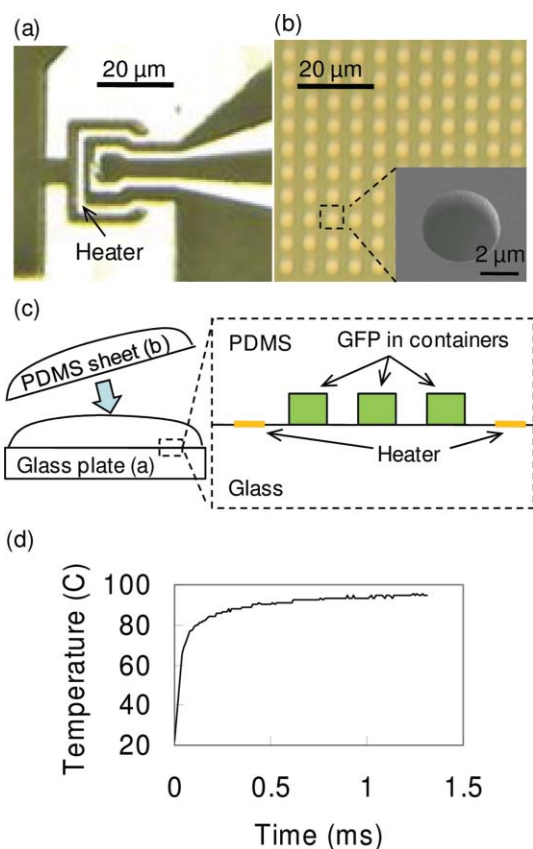 (a)
20 µm
Heater
(b)
20 µm
2 µm
(c)
PDMS sheet (b)
Glass plate (a)
PDMS
GFP in containers
Heater
Glass
(d)
Temperature (C)
100
80
60
40
20
0
0.5
1
1.5
Time (ms)